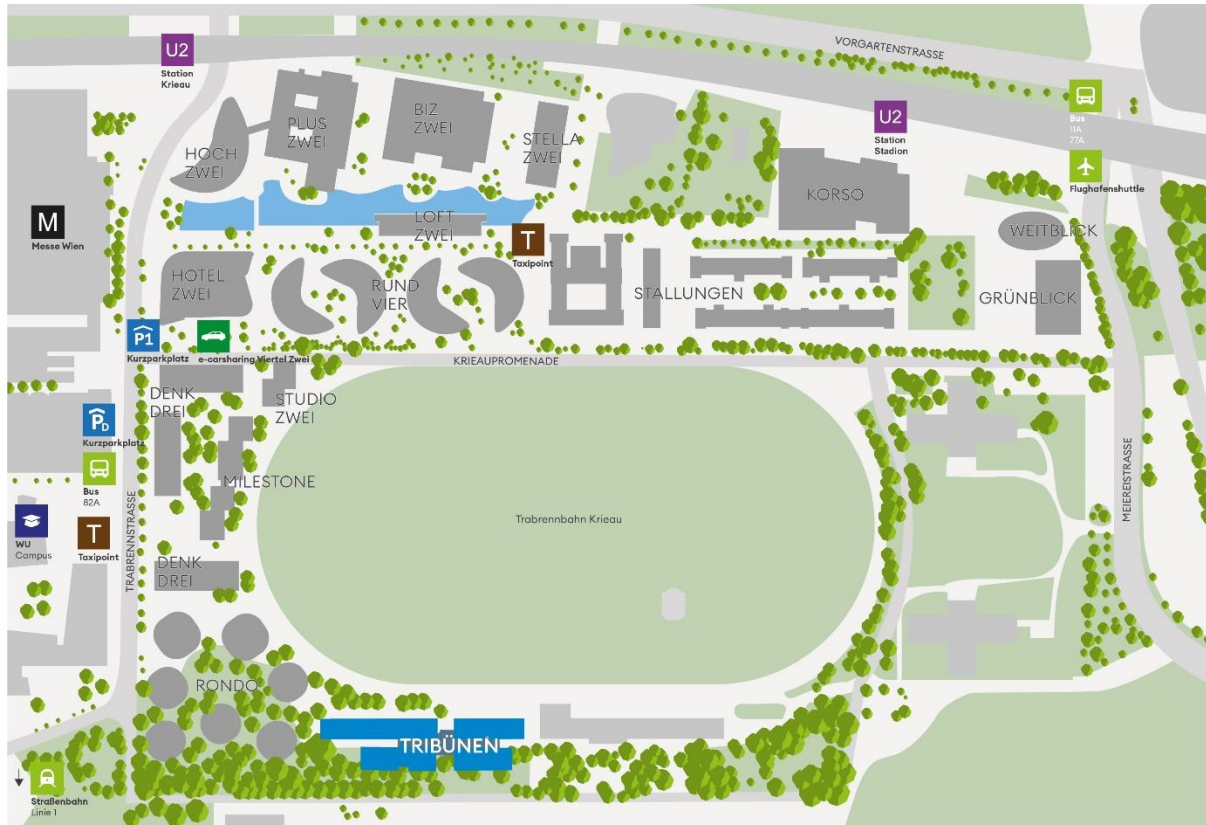 U2
Station
Krieau
VORGARTENSTRASSE
Bus
11A
77A
U2
Station
Stadion
Flughafenshuttle
PLUS
ZWEI
BIZ
ZWEI
STELLA
ZWEI
HOCH
ZWEI
KORSO
M
Messe Wien
LOFT
ZWEI
T
Taxipoint
WEITBLICK
HOTEL
ZWEI
RUND
VIER
STALLUNGEN
GRÜNBLICK
P1
Kurzparkplatz
e-carsharing Viertel Zwei
KRIEAUPROMENADE
DENK
DREI
STUDIO
ZWEI
PD
Kurzparkplatz
Bus
82A
MILESTONE
TRABRENNSTRASSE
MEIEREISTRASSE
WU
Campus
T
Taxipoint
Trabrennbahn Krieau
DENK
DREI
RONDO
TRIBÜNEN
Straßenbahn
Linie 1